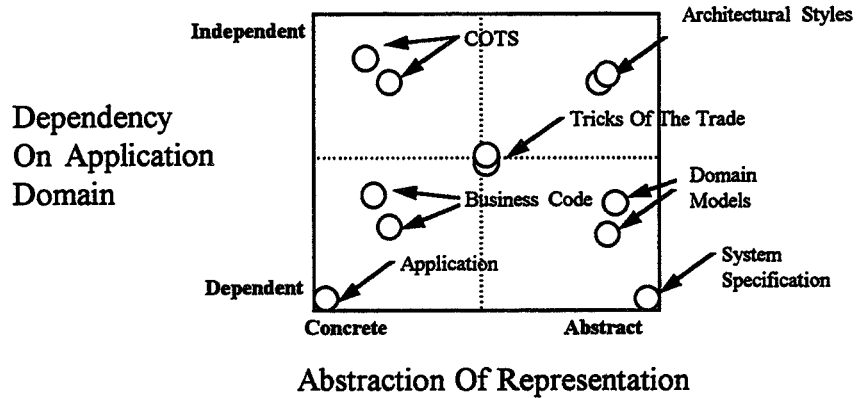 Architectural Styles
Independent
COTS
Dependency
On Application
Domain
Tricks Of The Trade
Domain
Models
Business Code
Application
System
Specification
Dependent
Concrete
Abstract
Abstraction Of Representation